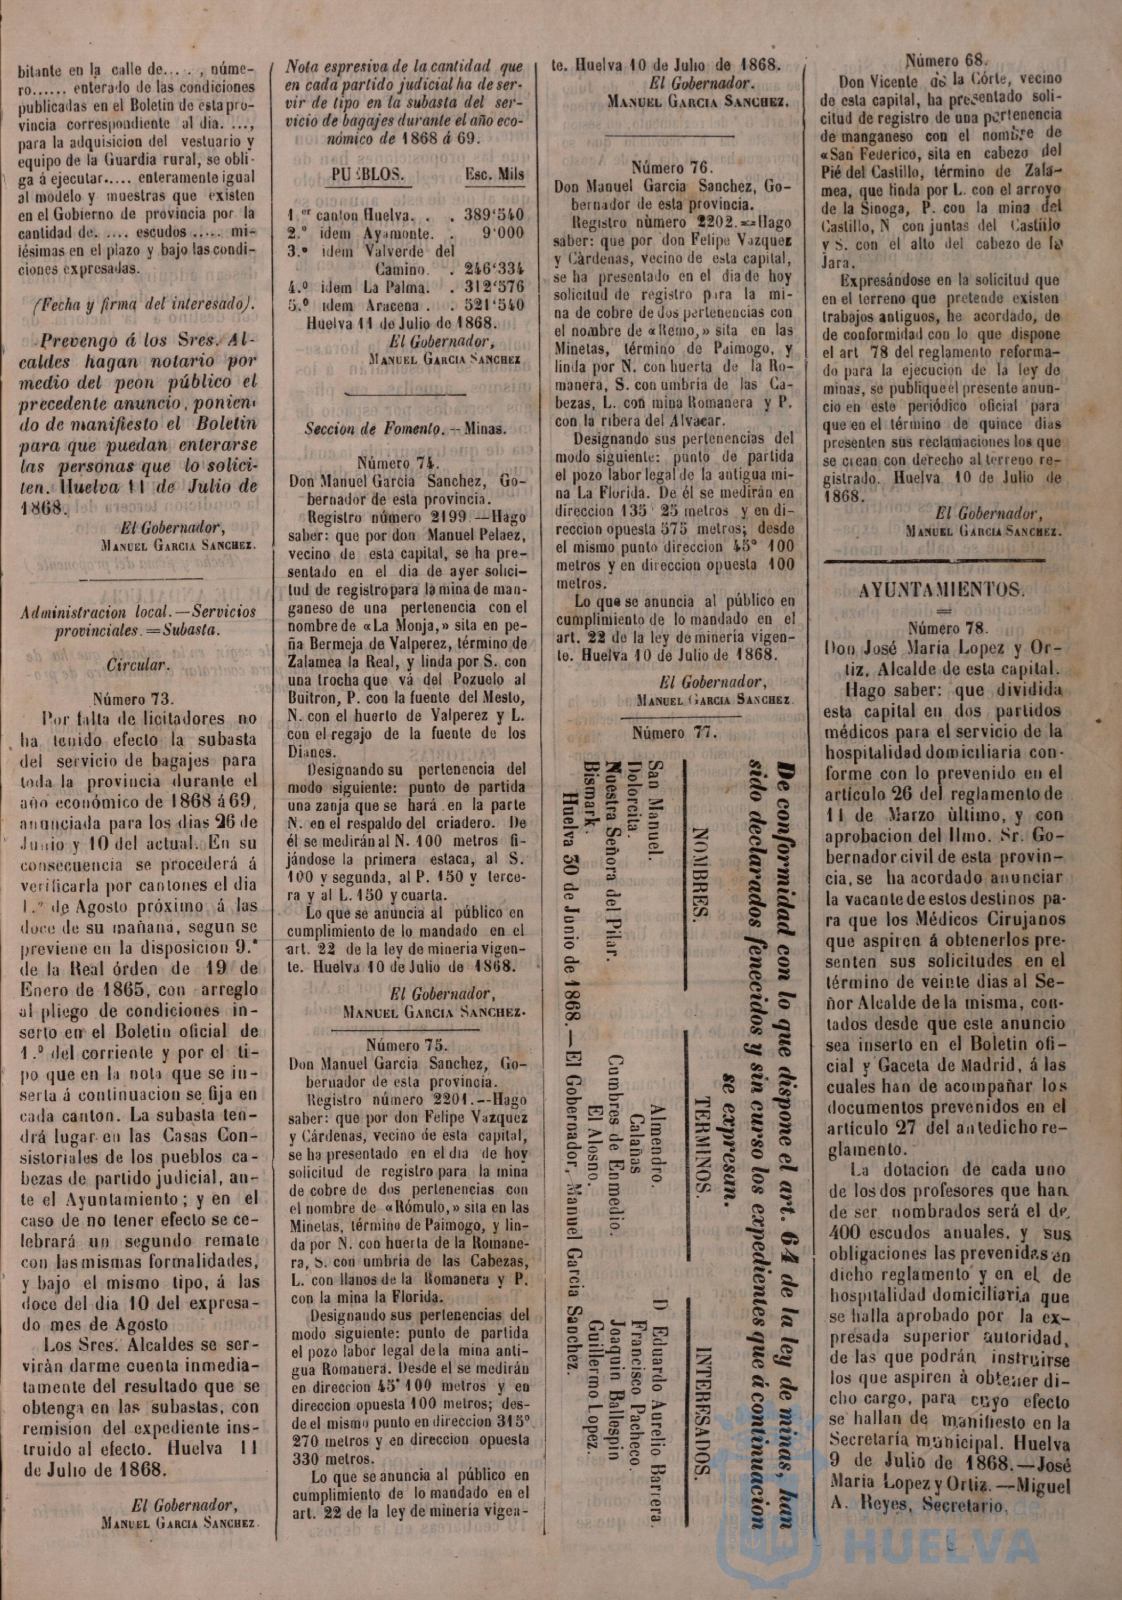 bitante en la calle de. . . . . , núme-
ro...... enterado de las condiciones
publicadas en el Boletin de esta pro-
vincia correspondiente al dia. ...,
para la adquisicion del vestuario y
equipo de la Guardia rural, se obli-
ga á ejecutar..... enteramente igual
al modelo y muestras que existen
en el Gobierno de provincia por la
cantidad de. .... escudos ..... mi-
lésimas en el plazo y bajo las condi-
ciones expresadas.
(Fecha y firma del interesado).
Prevengo á los Sres. Al-
caldes hagan notario por
medio del peon público el
precedente anuncio, ponien-
do de manifiesto el Boletin
para que puedan enterarse
las personas que lo solici-
ten. Huelva 11 de Julio de
1868.
El Gobernador,
MANUEL GARCIA SANCHEZ.
Administracion local.—Servicios
provinciales.=Subasta.
Circular.
Número 73.
Por falta de licitadores no
ha tenido efecto la subasta
del servicio de bagajes para
toda la provincia durante el
año económico de 1868 á 69,
anunciada para los dias 26 de
Junio y 10 del actual. En su
consecuencia se procederá á
verificarla por cantones el dia
1.º de Agosto próximo á las
doce de su mañana, segun se
previene en la disposicion 9.ª
de la Real órden de 19 de
Enero de 1865, con arreglo
al pliego de condiciones in-
serto en el Boletin oficial de
1.º del corriente y por el ti-
po que en la nota que se in-
serta á continuacion se fija en
cada canton. La subasta ten-
drá lugar en las Casas Con-
sistoriales de los pueblos ca-
bezas de partido judicial, an-
te el Ayuntamiento; y en el
caso de no tener efecto se ce-
lebrará un segundo remate
con las mismas formalidades,
y bajo el mismo tipo, á las
doce del dia 10 del expresa-
do mes de Agosto
Los Sres. Alcaldes se ser-
viràn darme cuenta inmedia-
tamente del resultado que se
obtenga en las subastas, con
remision del expediente ins-
truido al efecto. Huelva 11
de Julio de 1868.
El Gobernador,
MANUEL GARCIA SANCHEZ.
Nota espresiva de la cantidad que
en cada partido judicial ha de ser-
vir de tipo en la subasta del ser-
vicio de bagajes durante el año eco-
nómico de 1868 á 69.
PUEBLOS. Esc. Mils
1.er canton Huelva. . . 389'540
2.º idem Ayamonte. . 9'000
3.º idem Valverde del
Camino. . 246'334
4.º idem La Palma. . 312'576
5.º idem Aracena . . 521'540
Huelva 11 de Julio de 1868.
El Gobernador,
MANUEL GARCIA SANCHEZ
Seccion de Fomento.--Minas.
Número 74.
Don Manuel Garcia Sanchez, Go-
bernador de esta provincia.
Registro número 2199.—Hago
saber: que por don Manuel Pelaez,
vecino de esta capital, se ha pre-
sentado en el dia de ayer solici-
tud de registro para la mina de man-
ganeso de una pertenencia con el
nombre de «La Monja,» sita en pe-
ña Bermeja de Valperez, término de
Zalamea la Real, y linda por S. con
una trocha que vá del Pozuelo al
Buitron, P. con la fuente del Mesto,
N. con el huerto de Valperez y L.
con el regajo de la fuente de los
Dianes.
Designando su pertenencia del
modo siguiente: punto de partida
una zanja que se hará en la parte
N. en el respaldo del criadero. De
él se medirán al N. 100 metros fi-
jándose la primera estaca, al S.
100 y segunda, al P. 150 y terce-
ra y al L. 150 y cuarta.
Lo que se anuncia al público en
cumplimiento de lo mandado en el
art. 22 de la ley de mineria vigen-
te. Huelva 10 de Julio de 1868.
El Gobernador,
MANUEL GARCIA SANCHEZ.
Número 75.
Don Manuel Garcia Sanchez, Go-
bernador de esta provincia.
Registro número 2201.--Hago
saber: que por don Felipe Vazquez
y Cárdenas, vecino de esta capital,
se ha presentado en el dia de hoy
solicitud de registro para la mina
de cobre de dos pertenencias con
el nombre de «Rómulo,» sita en las
Minetas, término de Paimogo, y lin-
da por N. con huerta de la Romane-
ra, S. con umbria de las Cabezas,
L. con llanos de la Romanera y P.
con la mina la Florida.
Designando sus pertenencias del
modo siguiente: punto de partida
el pozo labor legal de la mina anti-
gua Romanera. Desde el se medirán
en direccion 45º 100 metros y en
direccion opuesta 100 metros; des-
de el mismo punto en direccion 315º
270 metros y en direccion opuesta
330 metros.
Lo que se anuncia al público en
cumplimiento de lo mandado en el
art. 22 de la ley de minería vigen-
te. Huelva 10 de Julio de 1868.
El Gobernador.
MANUEL GARCIA SANCHEZ.
Número 76.
Don Manuel Garcia Sanchez, Go-
bernador de esta provincia.
Registro nùmero 2202.==Hago
saber: que por don Felipe Vazquez
y Càrdenas, vecino de esta capital,
se ha presentado en el dia de hoy
solicitud de registro para la mi-
na de cobre de dos pertenencias con
el nombre de «Remo,» sita en las
Minetas, término de Paimogo, y
linda por N. con huerta de la Ro-
manera, S. con umbria de las Ca-
bezas, L. con mina Romanera y P.
con la ribera del Alvacar.
Designando sus pertenencias del
modo siguiente: punto de partida
el pozo labor legal de la antigua mi-
na La Florida. De él se medirán en
direccion 135º 25 metros y en di-
reccion opuesta 575 metros; desde
el mismo punto direccion 45º 100
metros y en direccion opuesta 100
metros.
Lo que se anuncia al público en
cumplimiento de lo mandado en el
art. 22 de la ley de mineria vigen-
te. Huelva 10 de Julio de 1868.
El Gobernador,
MANUEL GARCIA SANCHEZ.
Número 77.
De conformidad con lo que dispone el art. 64 de la ley de minas, han
sido declarados fenecidos y sin curso los expedientes que á continuacion
se expresan.
NOMBRES. TERMINOS. INTERESADOS.
San Manuel. Almendro. D Eduardo Aurelio Barrera.
Dolorcita. Calañas Francisco Pacheco.
Nuestra Señora del Pilar. Cumbres de Enmedio. Joaquin Ballespin
Bismark. El Alosno. Guillermo Lopez.
Huelva 30 de Junio de 1868.—El Gobernador, Manuel Garcia Sanchez.
Número 68.
Don Vicente de la Córte, vecino
de esta capital, ha presentado soli-
citud de registro de una pertenencia
de manganeso con el nombre de
«San Federico, sita en cabezo del
Pié del Castillo, término de Zala-
mea, que linda por L. con el arroyo
de la Sinoga, P. con la mina del
Castillo, N con juntas del Castillo
y S. con el alto del cabezo de la
Jara.
Expresándose en la solicitud que
en el terreno que pretende existen
trabajos antiguos, he acordado, de
de conformidad con lo que dispone
el art 78 del reglamento reforma-
do para la ejecucion de la ley de
minas, se publique el presente anun-
cio en este periódico oficial para
que en el término de quince dias
presenten sus reclamaciones los que
se crean con derecho al terreno re-
gistrado. Huelva 10 de Julio de
1868.
El Gobernador,
MANUEL GARCIA SANCHEZ.
AYUNTAMIENTOS.
Número 78.
Don José Maria Lopez y Or-
tiz, Alcalde de esta capital.
Hago saber: que dividida
esta capital en dos partidos
médicos para el servicio de la
hospitalidad domiciliaria con-
forme con lo prevenido en el
artículo 26 del reglamento de
11 de Marzo ùltimo, y con
aprobacion del Ilmo. Sr. Go-
bernador civil de esta provin-
cia, se ha acordado anunciar
la vacante de estos destinos pa-
ra que los Médicos Cirujanos
que aspiren á obtenerlos pre-
senten sus solicitudes en el
término de veinte dias al Se-
ñor Alcalde de la misma, con-
tados desde que este anuncio
sea inserto en el Boletin ofi-
cial y Gaceta de Madrid, á las
cuales han de acompañar los
documentos prevenidos en el
artículo 27 del antedicho re-
glamento.
La dotacion de cada uno
de los dos profesores que han
de ser nombrados será el de
400 escudos anuales, y sus
obligaciones las prevenidas en
dicho reglamento y en el de
hospitalidad domiciliaria que
se halla aprobado por la ex-
presada superior autoridad,
de las que podrán instruirse
los que aspiren á obtener di-
cho cargo, para cuyo efecto
se hallan de manifiesto en la
Secretaría municipal. Huelva
9 de Julio de 1868.—José
Maria Lopez y Ortiz.—Miguel
A. Reyes, Secretario.
HUELVA